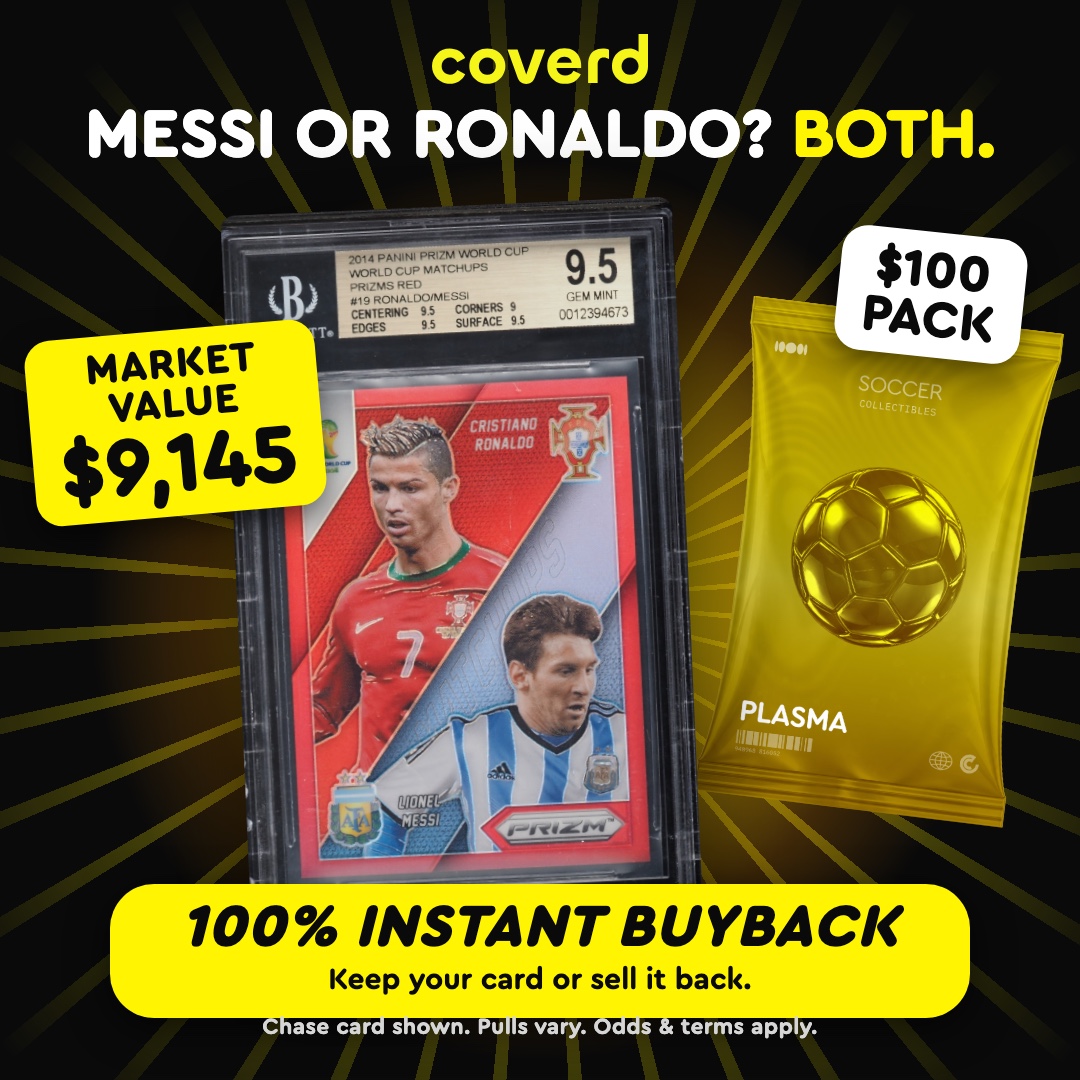 coverd
MESSI OR RONALDO? BOTH.
2014 PANINI PRIZM WORLD CUP
WORLD CUP MATCHUPS
PRIZMS RED
#19 RONALDO/MESSI
CENTERING 9.5 CORNERS 9
EDGES 9.5 SURFACE 9.5
9.5
GEM MINT
0012394673
B
$100
PACK
MARKET
VALUE
$9,145
SOCCER
COLLECTIBLES
CRISTIANO
RONALDO
7
adidas
LIONEL
MESSI
AFA
PRIZM™
PLASMA
100% INSTANT BUYBACK
Keep your card or sell it back.
Chase card shown. Pulls vary. Odds & terms apply.